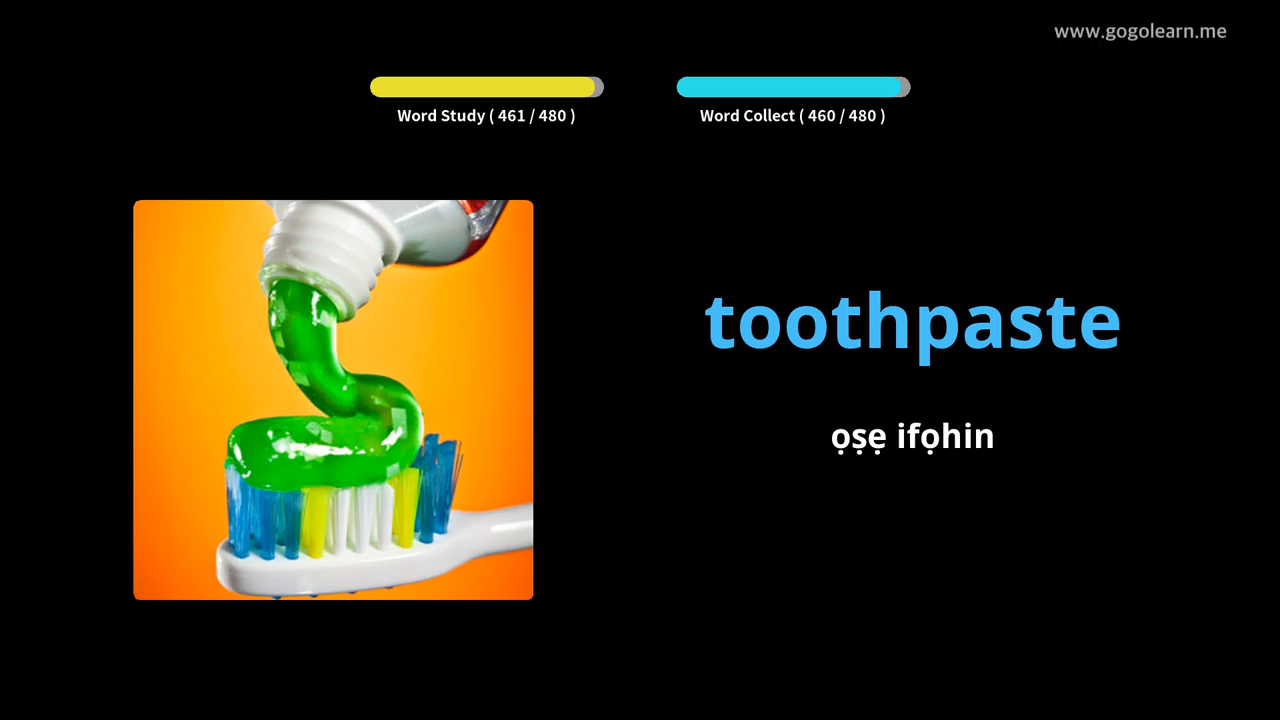 www.gogolearn.me
Word Study ( 461 / 480 )
Word Collect ( 460 / 480 )
toothpaste
ọṣẹ ifọhin